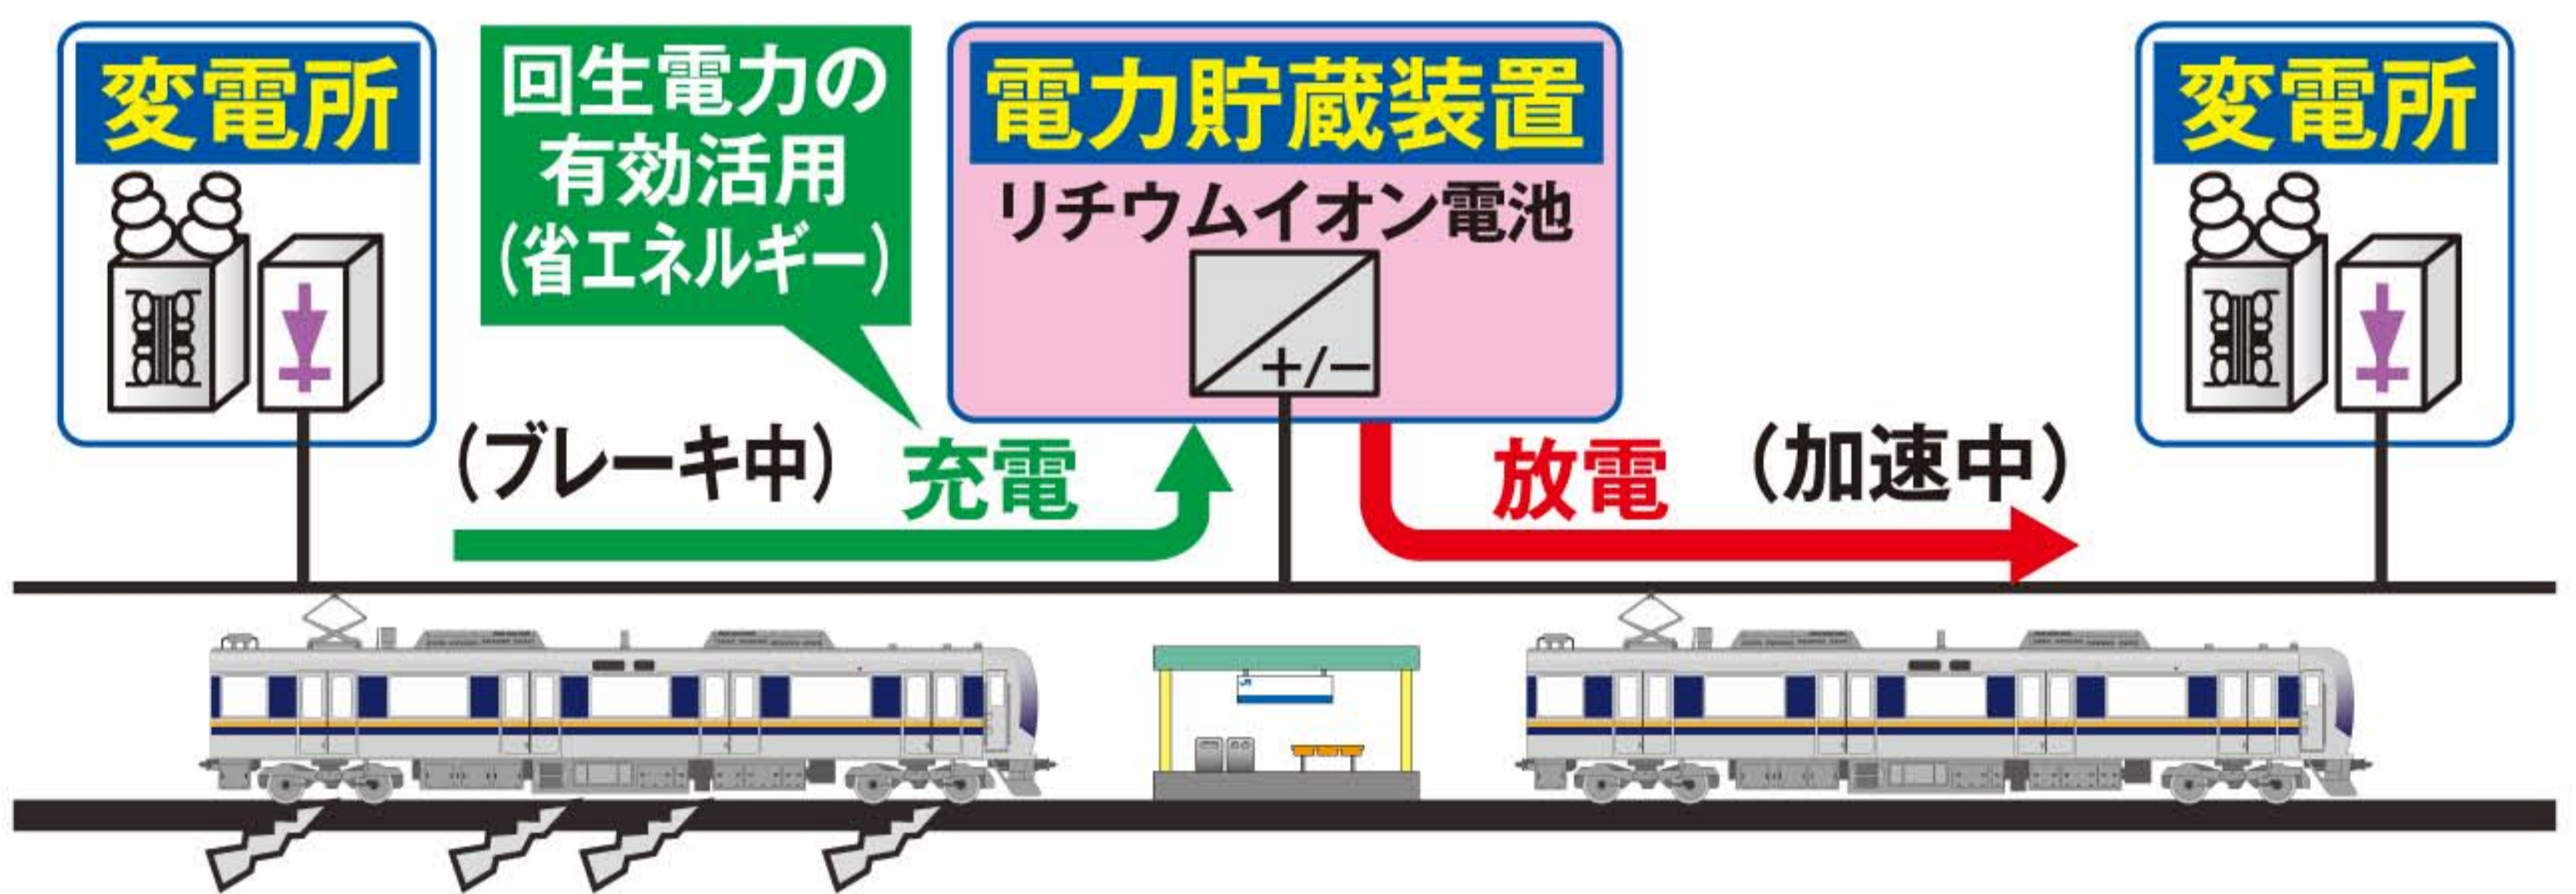 変電所
回生電力の
有効活用
(省エネルギー)
電力貯蔵装置
リチウムイオン電池
+/−
変電所
(ブレーキ中)
充電
放電
(加速中)
JR